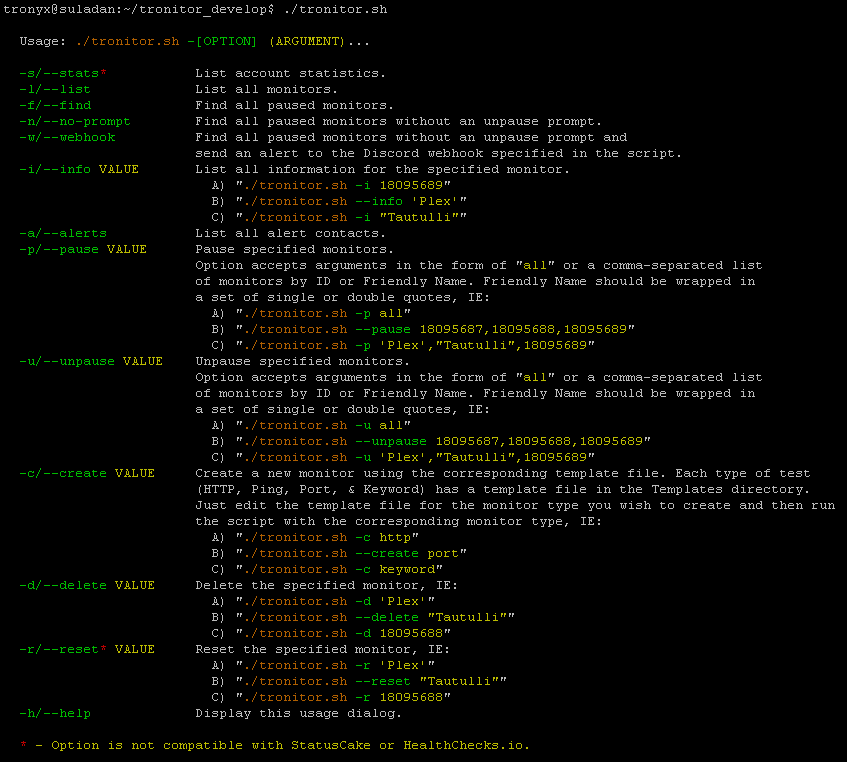 tronyx@suladan:~/tronitor_develop$ ./tronitor.sh
Usage: ./tronitor.sh -[OPTION] (ARGUMENT)...
-s/--stats* List account statistics.
-l/--list List all monitors.
-f/--find Find all paused monitors.
-n/--no-prompt Find all paused monitors without an unpause prompt.
-w/--webhook Find all paused monitors without an unpause prompt and
send an alert to the Discord webhook specified in the script.
-i/--info VALUE List all information for the specified monitor.
A) "./tronitor.sh -i 18095689"
B) "./tronitor.sh --info 'Plex'"
C) "./tronitor.sh -i "Tautulli""
-a/--alerts List all alert contacts.
-p/--pause VALUE Pause specified monitors.
Option accepts arguments in the form of "all" or a comma-separated list
of monitors by ID or Friendly Name. Friendly Name should be wrapped in
a set of single or double quotes, IE:
A) "./tronitor.sh -p all"
B) "./tronitor.sh --pause 18095687,18095688,18095689"
C) "./tronitor.sh -p 'Plex',"Tautulli",18095689"
-u/--unpause VALUE Unpause specified monitors.
Option accepts arguments in the form of "all" or a comma-separated list
of monitors by ID or Friendly Name. Friendly Name should be wrapped in
a set of single or double quotes, IE:
A) "./tronitor.sh -u all"
B) "./tronitor.sh --unpause 18095687,18095688,18095689"
C) "./tronitor.sh -u 'Plex',"Tautulli",18095689"
-c/--create VALUE Create a new monitor using the corresponding template file. Each type of test
(HTTP, Ping, Port, & Keyword) has a template file in the Templates directory.
Just edit the template file for the monitor type you wish to create and then run
the script with the corresponding monitor type, IE:
A) "./tronitor.sh -c http"
B) "./tronitor.sh --create port"
C) "./tronitor.sh -c keyword"
-d/--delete VALUE Delete the specified monitor, IE:
A) "./tronitor.sh -d 'Plex'"
B) "./tronitor.sh --delete "Tautulli""
C) "./tronitor.sh -d 18095688"
-r/--reset* VALUE Reset the specified monitor, IE:
A) "./tronitor.sh -r 'Plex'"
B) "./tronitor.sh --reset "Tautulli""
C) "./tronitor.sh -r 18095688"
-h/--help Display this usage dialog.
* - Option is not compatible with StatusCake or HealthChecks.io.